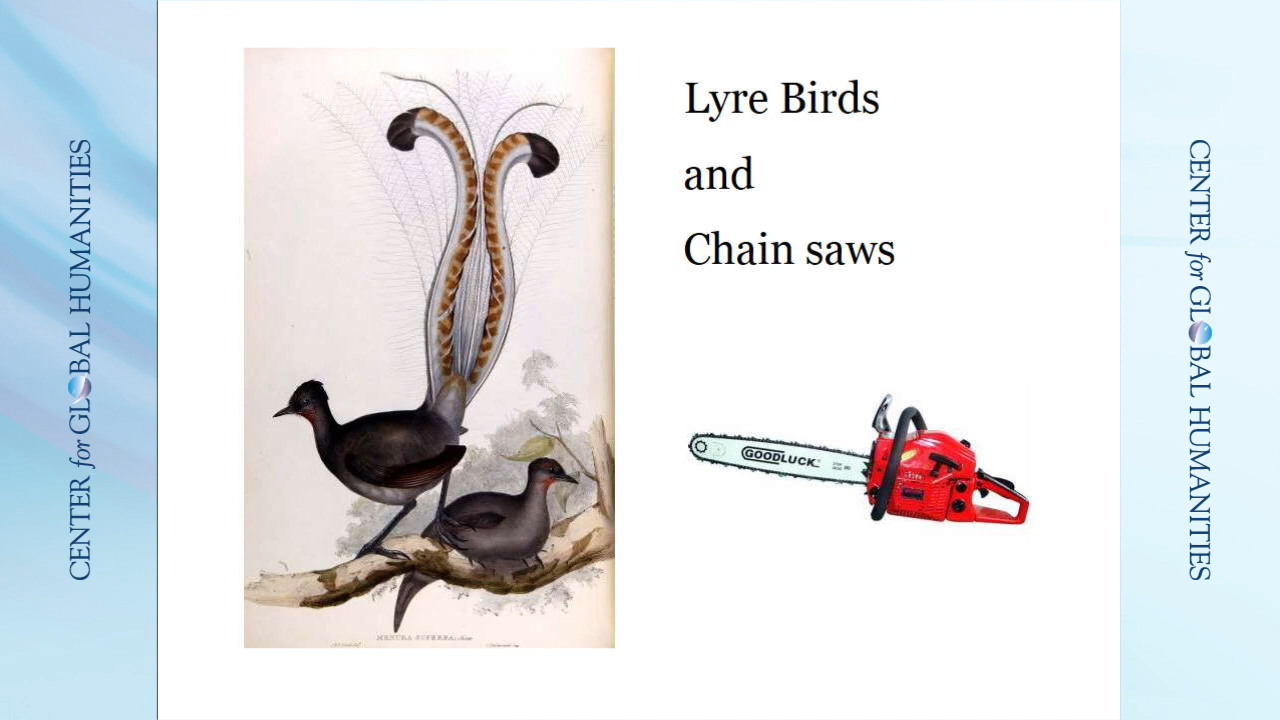 CENTER for GLOBAL HUMANITIES
Lyre Birds
and
Chain saws
GOODLUCK
MENURA SUPERBA
CENTER for GLOBAL HUMANITIES